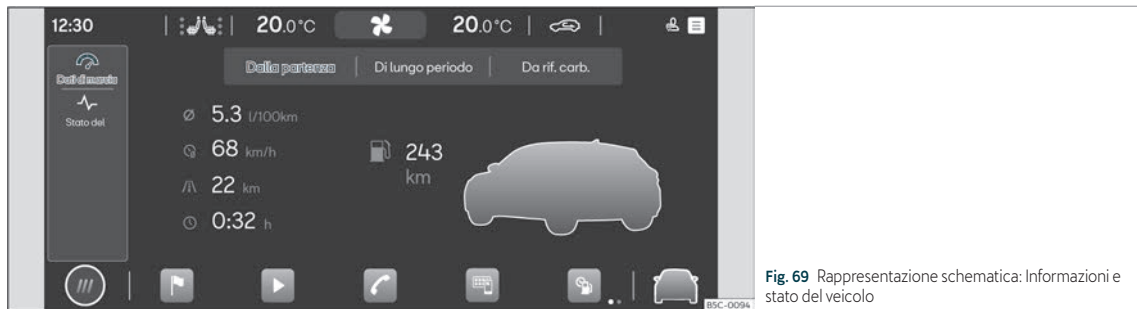 12:30
20.0°C
20.0°C
Dati di marcia
Stato del
Dalla partenza
Di lungo periodo
Da rif. carb.
5.3 l/100km
68 km/h
22 km
0:32 h
243
km
B5C-0094
Fig. 69 Rappresentazione schematica: Informazioni e
stato del veicolo